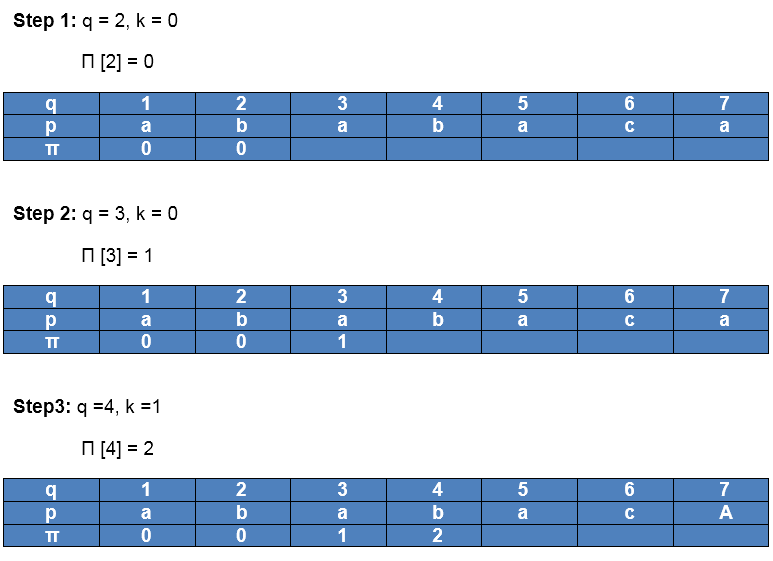 Step 1: q = 2, k = 0
Π [2] = 0
q 1 2 3 4 5 6 7
p a b a b a c a
π 0 0
Step 2: q = 3, k = 0
Π [3] = 1
q 1 2 3 4 5 6 7
p a b a b a c a
π 0 0 1
Step3: q =4, k =1
Π [4] = 2
q 1 2 3 4 5 6 7
p a b a b a c A
π 0 0 1 2